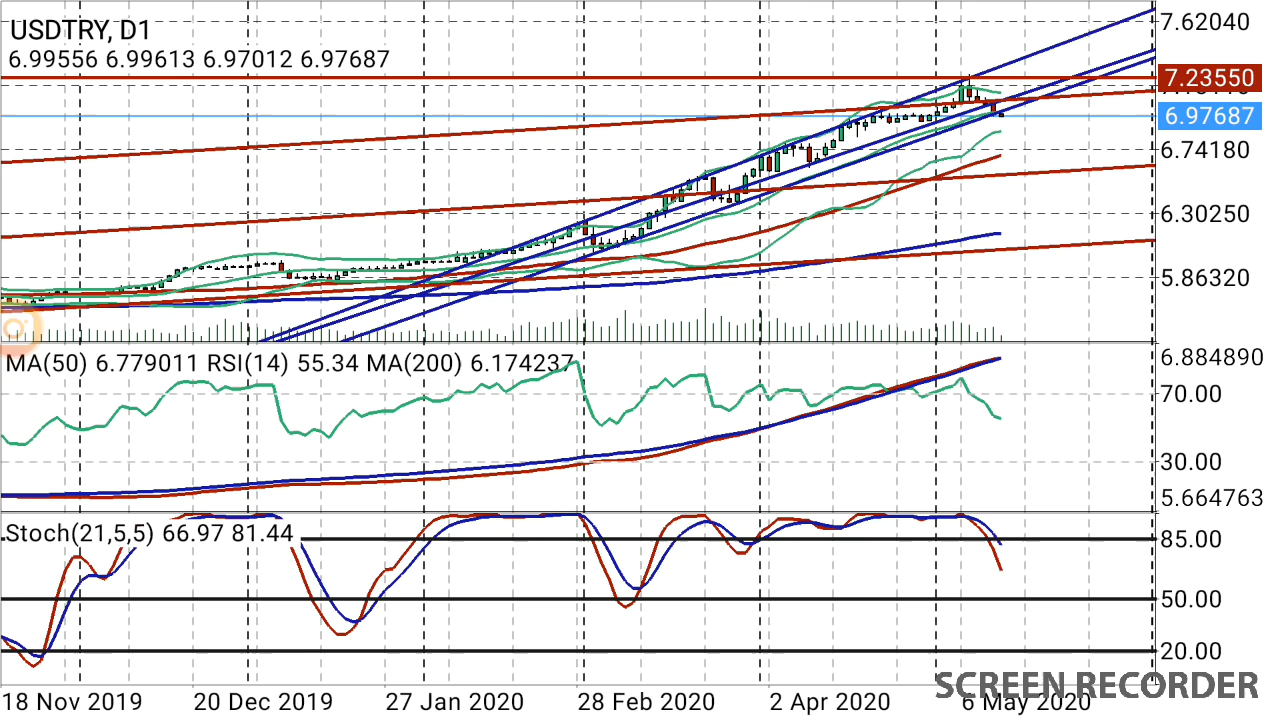 USDTRY, D1
6.99556 6.99613 6.97012 6.97687
7.62040
7.23550
6.97687
6.74180
6.30250
5.86320
MA(50) 6.779011 RSI(14) 55.34 MA(200) 6.174237
6.884890
70.00
30.00
5.664763
Stoch(21,5,5) 66.97 81.44
85.00
50.00
20.00
18 Nov 2019 20 Dec 2019 27 Jan 2020 28 Feb 2020 2 Apr 2020 6 May 2020
SCREEN RECORDER